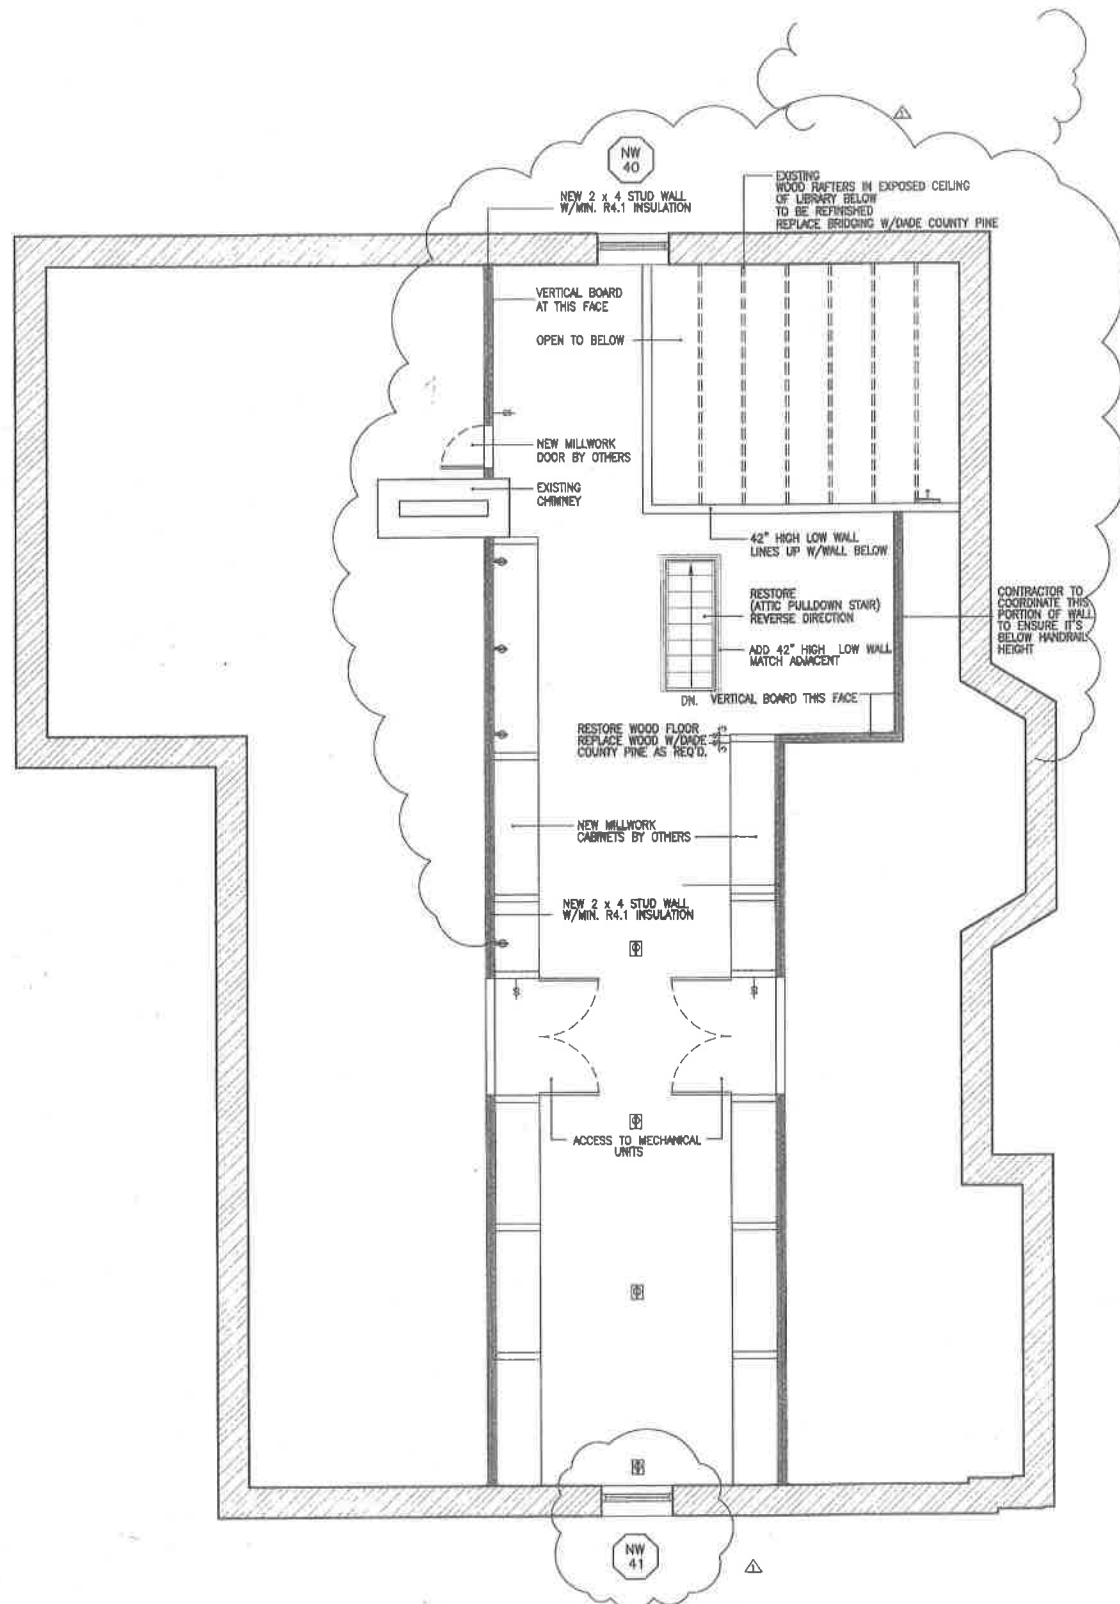 1
NW
40
EXISTING
WOOD RAFTERS IN EXPOSED CEILING
OF LIBRARY BELOW
TO BE REFINISHED
REPLACE BRIDGING W/DADE COUNTY PINE
NEW 2 x 4 STUD WALL
W/MIN. R4.1 INSULATION
VERTICAL BOARD
AT THIS FACE
OPEN TO BELOW
NEW MILLWORK
DOOR BY OTHERS
EXISTING
CHIMNEY
42" HIGH LOW WALL
LINES UP W/WALL BELOW
RESTORE
(ATTIC PULLDOWN STAIR)
REVERSE DIRECTION
CONTRACTOR TO
COORDINATE THIS
PORTION OF WALL
TO ENSURE IT'S
BELOW HANDRAIL
HEIGHT
ADD 42" HIGH LOW WALL
MATCH ADJACENT
DN.
VERTICAL BOARD THIS FACE
RESTORE WOOD FLOOR
REPLACE WOOD W/DADE
COUNTY PINE AS REQ'D.
NEW MILLWORK
CABINETS BY OTHERS
NEW 2 x 4 STUD WALL
W/MIN. R4.1 INSULATION
ACCESS TO MECHANICAL
UNITS
NW
41
1